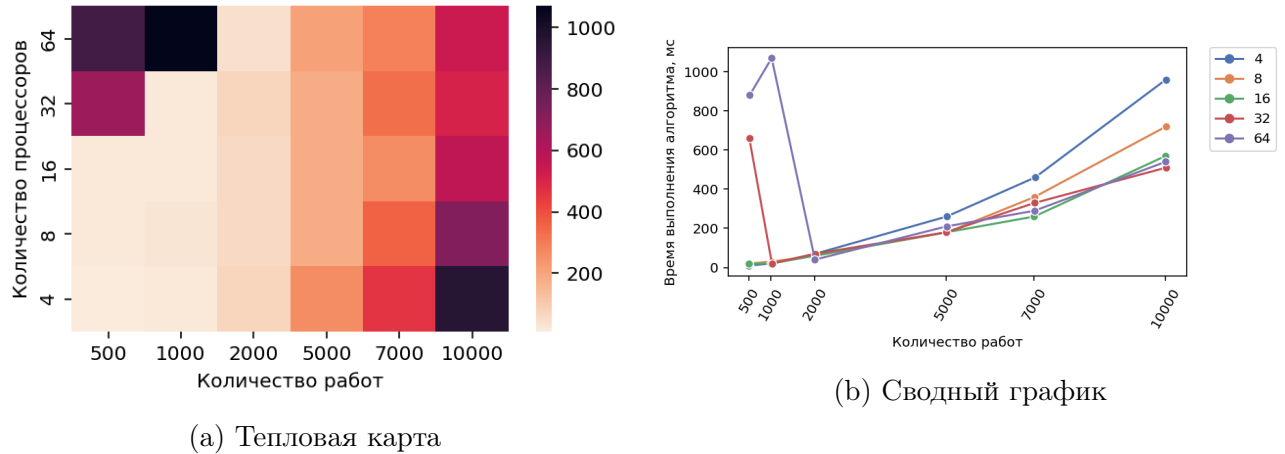 Количество процессоров
64
32
16
8
4
500 1000 2000 5000 7000 10000
Количество работ
1000
800
600
400
200
(a) Тепловая карта
Время выполнения алгоритма, мс
1000
800
600
400
200
0
500 1000 2000 5000 7000 10000
Количество работ
4
8
16
32
64
(b) Сводный график